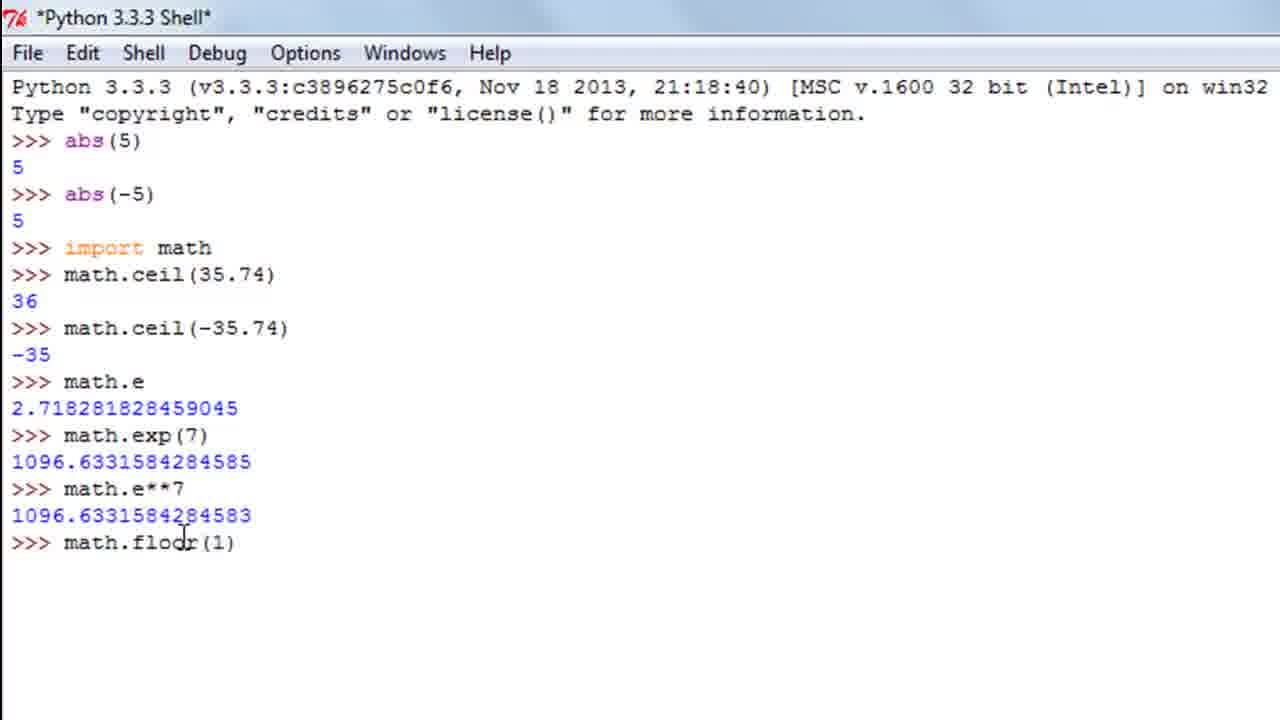 *Python 3.3.3 Shell*
File Edit Shell Debug Options Windows Help
Python 3.3.3 (v3.3.3:c3896275c0f6, Nov 18 2013, 21:18:40) [MSC v.1600 32 bit (Intel)] on win32
Type "copyright", "credits" or "license()" for more information.
>>> abs(5)
5
>>> abs(-5)
5
>>> import math
>>> math.ceil(35.74)
36
>>> math.ceil(-35.74)
-35
>>> math.e
2.718281828459045
>>> math.exp(7)
1096.6331584284585
>>> math.e**7
1096.6331584284583
>>> math.floor(1)